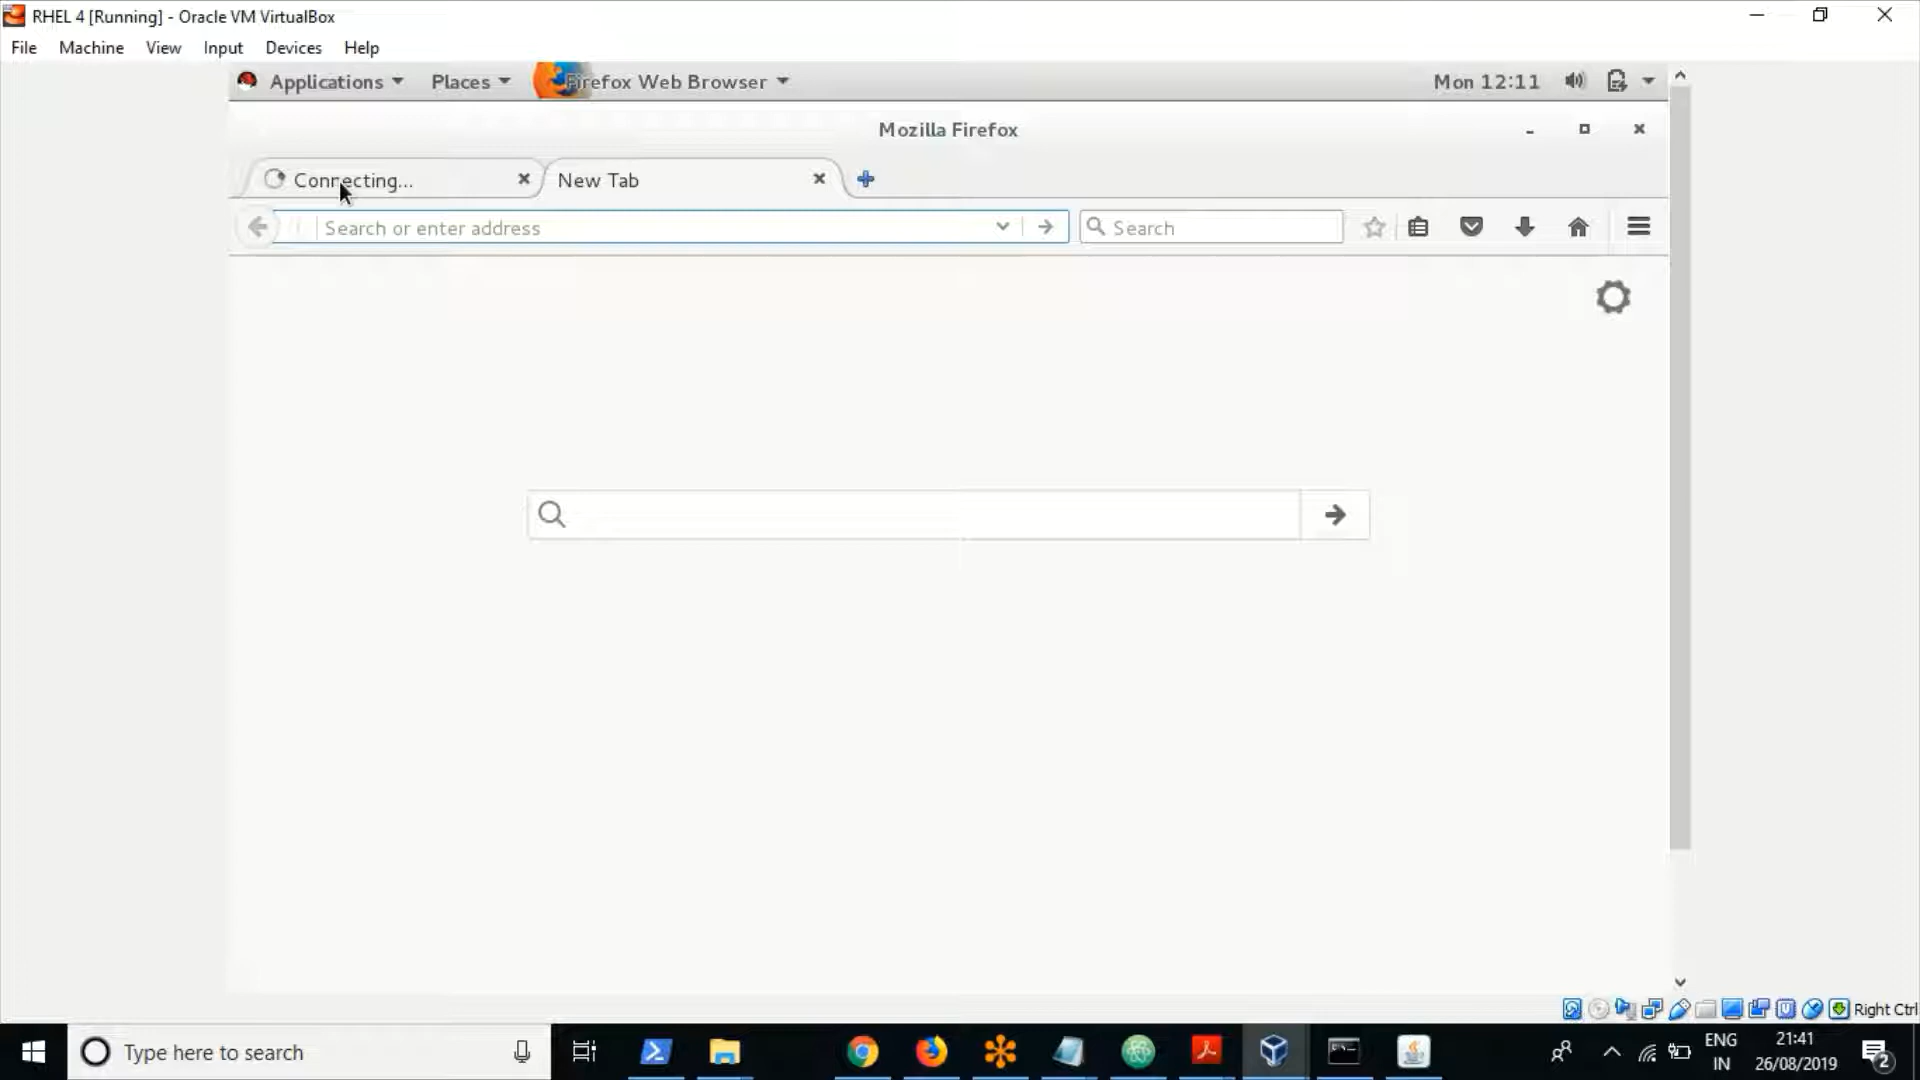 RHEL 4 [Running] - Oracle VM VirtualBox
File Machine View Input Devices Help
Applications Places Firefox Web Browser Mon 12:11
Mozilla Firefox
Connecting... New Tab
Search or enter address Search
Right Ctrl
Type here to search
ENG 21:41
IN 26/08/2019 2